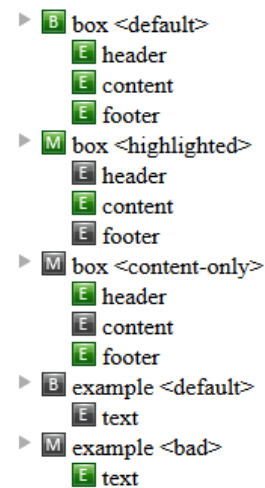 B box <default>
E header
E content
E footer
M box <highlighted>
E header
E content
E footer
M box <content-only>
E header
E content
E footer
B example <default>
E text
M example <bad>
E text